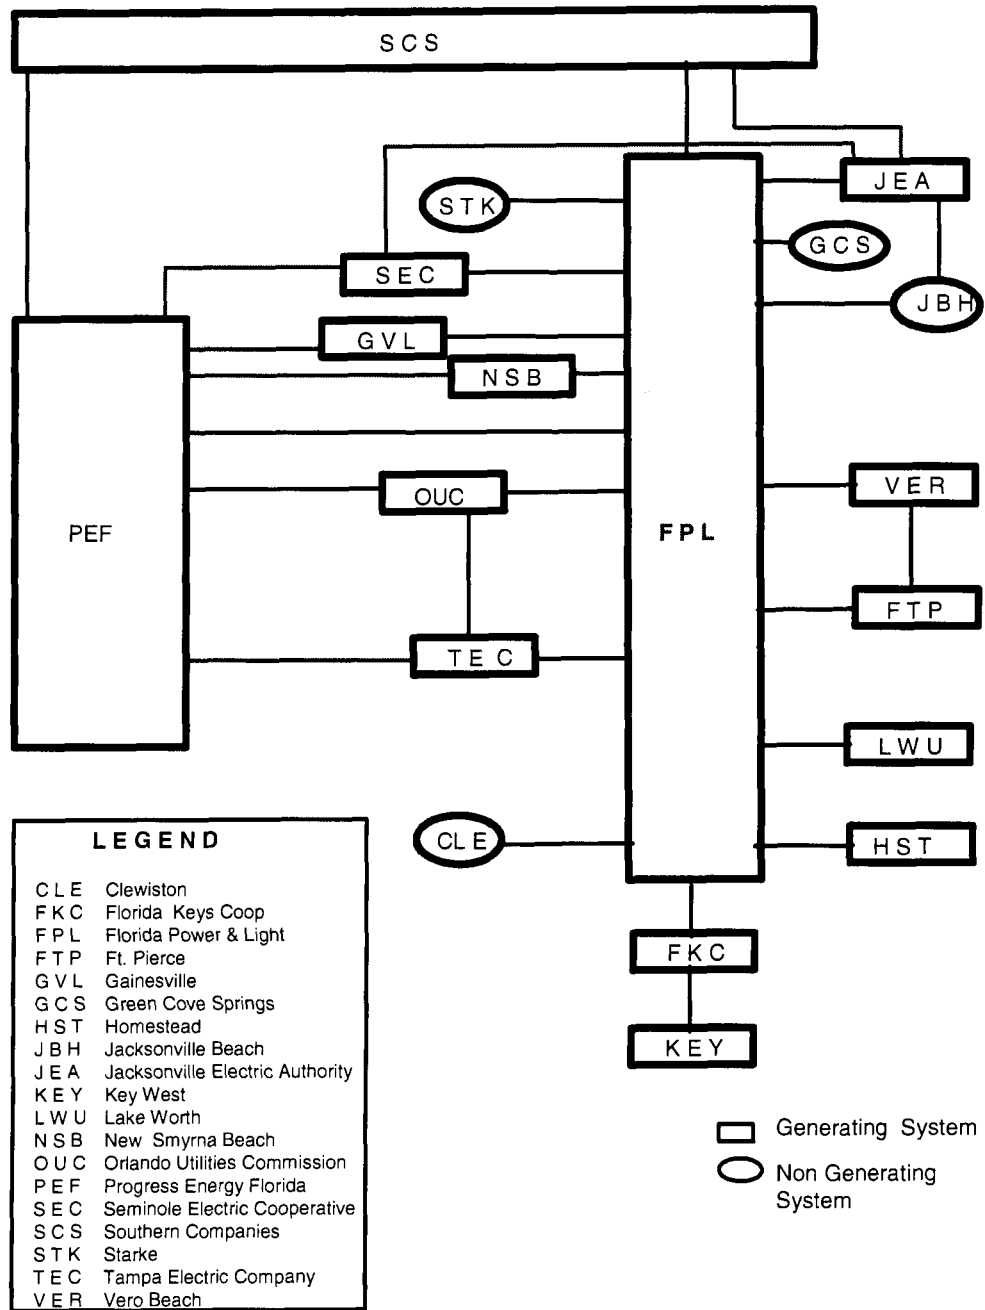 SCS
JEA
STK
GCS
SEC
JBH
GVL
NSB
OUC
VER
PEF
FPL
FTP
TEC
LWU
CLE
HST
FKC
KEY
LEGEND
CLE Clewiston
FKC Florida Keys Coop
FPL Florida Power & Light
FTP Ft. Pierce
GVL Gainesville
GCS Green Cove Springs
HST Homestead
JBH Jacksonville Beach
JEA Jacksonville Electric Authority
KEY Key West
LWU Lake Worth
NSB New Smyrna Beach
OUC Orlando Utilities Commission
PEF Progress Energy Florida
SEC Seminole Electric Cooperative
SCS Southern Companies
STK Starke
TEC Tampa Electric Company
VER Vero Beach
Generating System
Non Generating
System